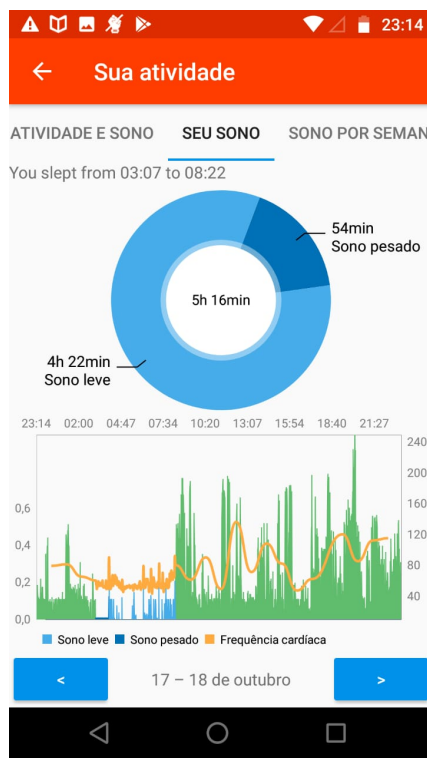 23:14
Sua atividade
ATIVIDADE E SONO SEU SONO SONO POR SEMAN
You slept from 03:07 to 08:22
54min
Sono pesado
5h 16min
4h 22min
Sono leve
23:14 02:00 04:47 07:34 10:20 13:07 15:54 18:40 21:27
240
200
0,6 160
120
0,4
80
0,2
40
0,0
Sono leve Sono pesado Frequência cardíaca
< 17 – 18 de outubro >